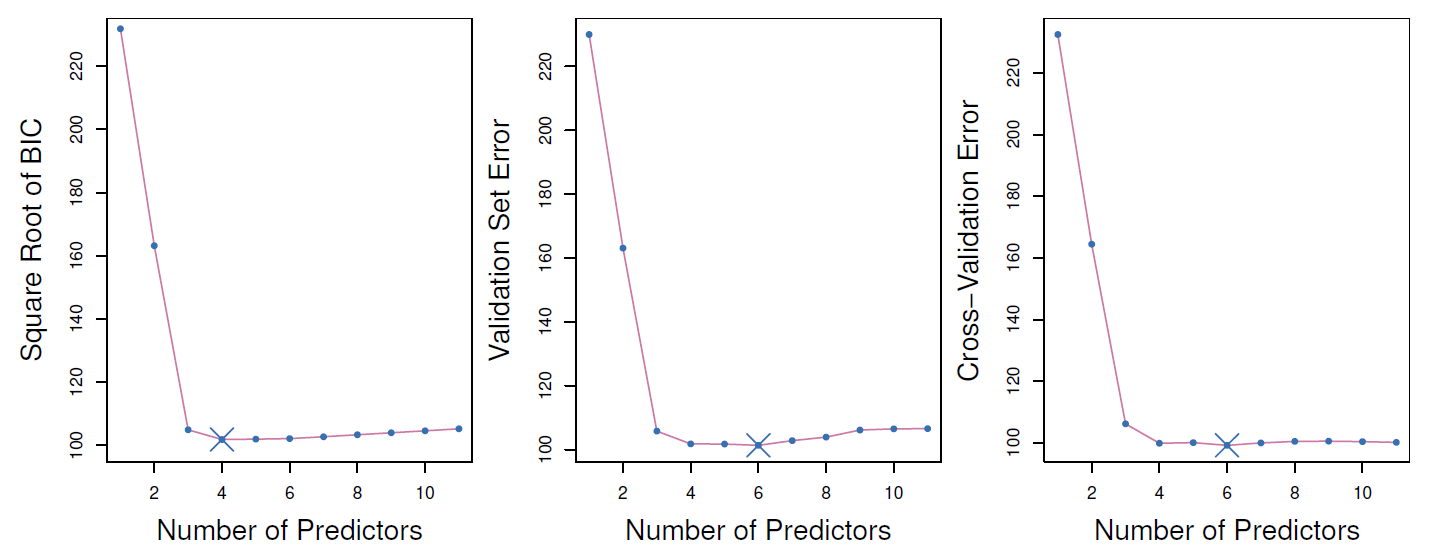 Square Root of BIC
220
200
180
160
140
120
100
2 4 6 8 10
Number of Predictors
Validation Set Error
220
200
180
160
140
120
100
2 4 6 8 10
Number of Predictors
Cross−Validation Error
220
200
180
160
140
120
100
2 4 6 8 10
Number of Predictors